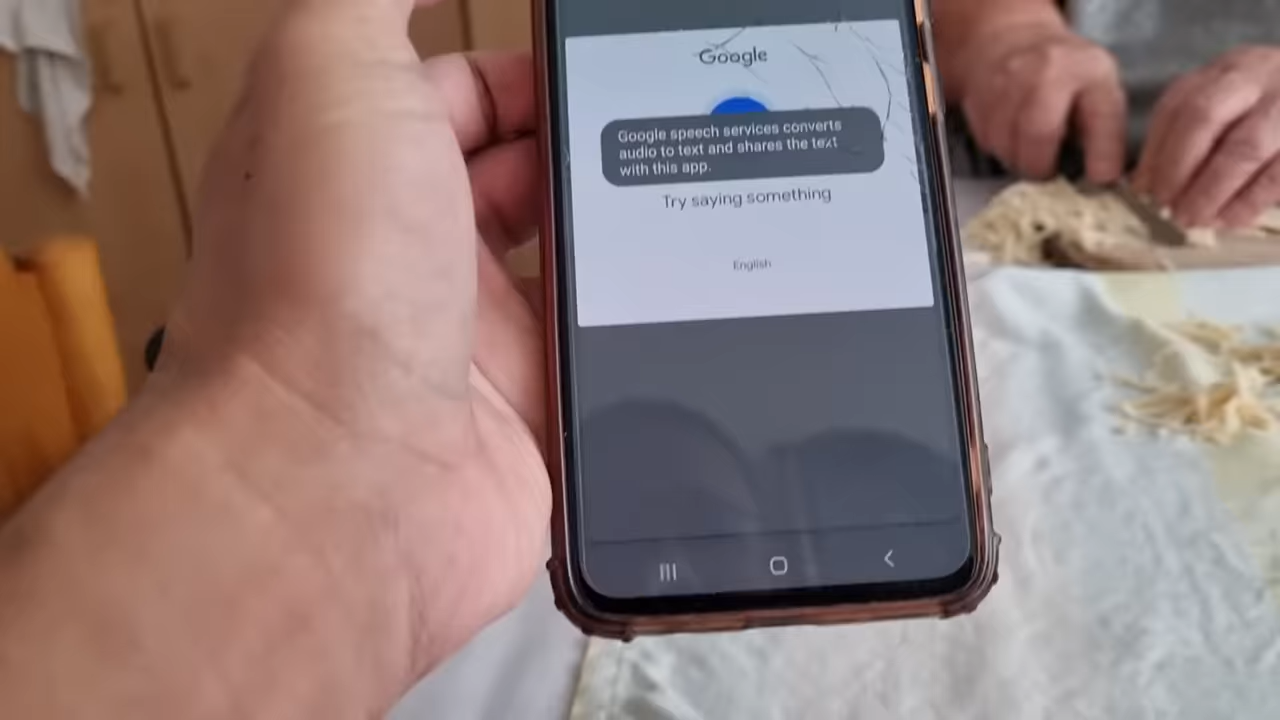 Google
Google speech services converts
audio to text and shares the text
with this app.
Try saying something
English